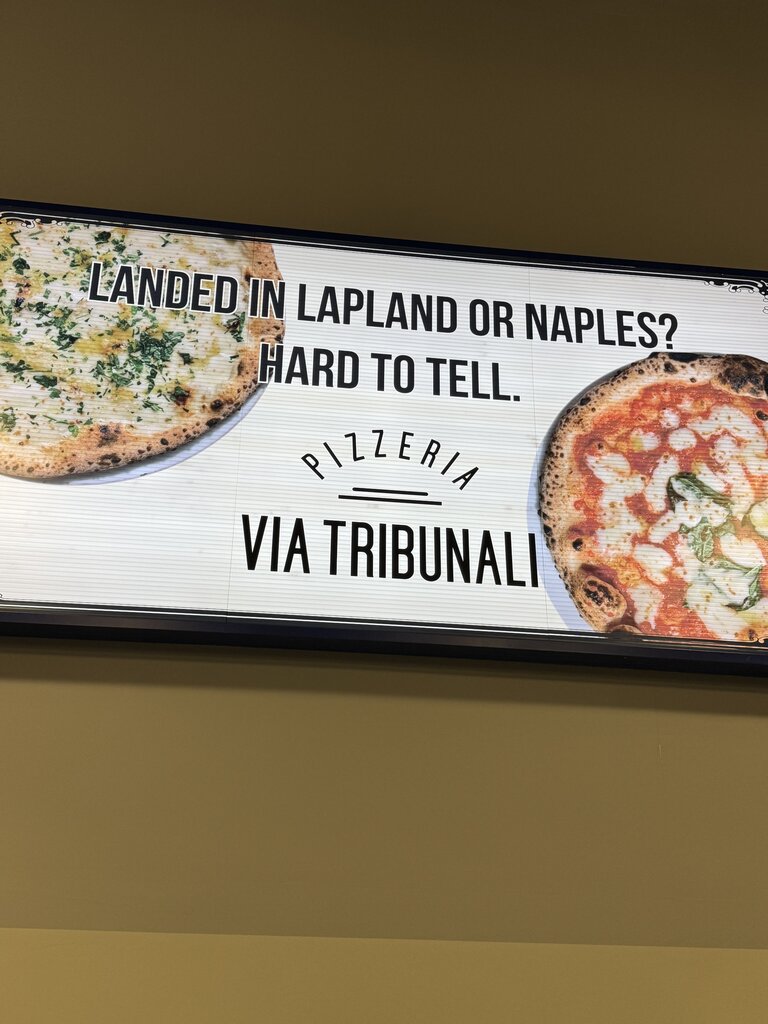 LANDED IN LAPLAND OR NAPLES?
HARD TO TELL.
PIZZERIA
VIA TRIBUNALI